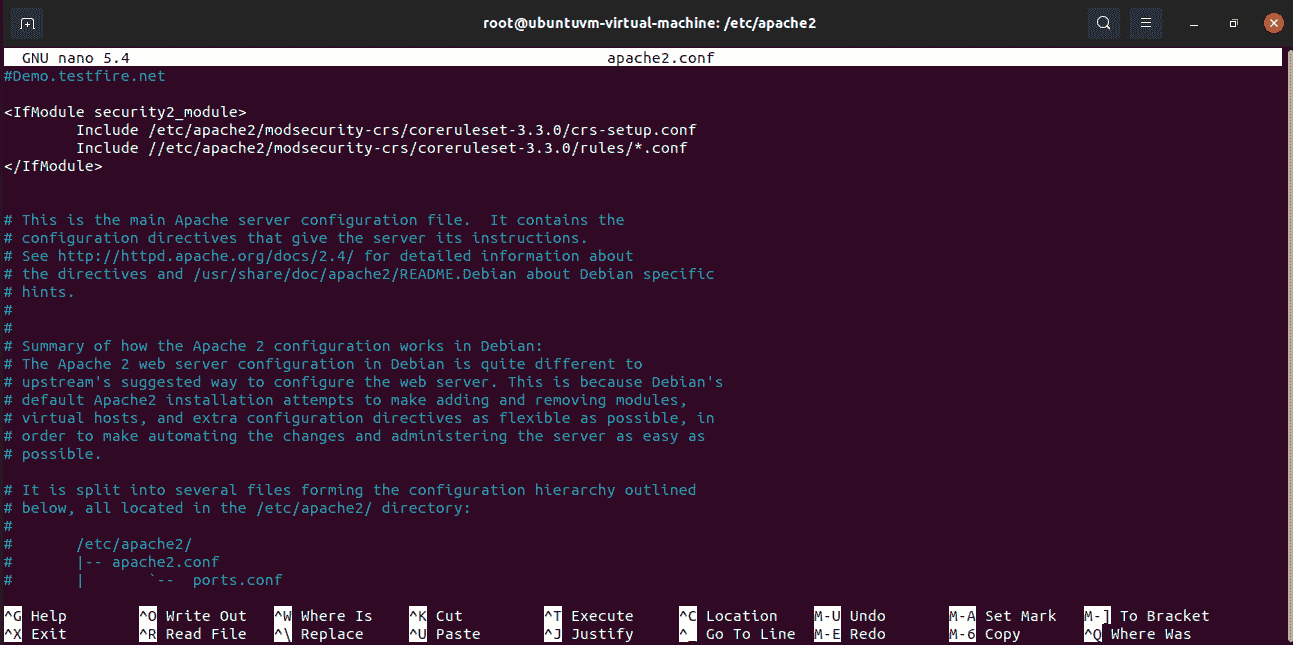 root@ubuntuvm-virtual-machine: /etc/apache2
GNU nano 5.4 apache2.conf
#Demo.testfire.net
<IfModule security2_module>
        Include /etc/apache2/modsecurity-crs/coreruleset-3.3.0/crs-setup.conf
        Include //etc/apache2/modsecurity-crs/coreruleset-3.3.0/rules/*.conf
</IfModule>
# This is the main Apache server configuration file.  It contains the
# configuration directives that give the server its instructions.
# See http://httpd.apache.org/docs/2.4/ for detailed information about
# the directives and /usr/share/doc/apache2/README.Debian about Debian specific
# hints.
#
#
# Summary of how the Apache 2 configuration works in Debian:
# The Apache 2 web server configuration in Debian is quite different to
# upstream's suggested way to configure the web server. This is because Debian's
# default Apache2 installation attempts to make adding and removing modules,
# virtual hosts, and extra configuration directives as flexible as possible, in
# order to make automating the changes and administering the server as easy as
# possible.
# It is split into several files forming the configuration hierarchy outlined
# below, all located in the /etc/apache2/ directory:
#
#       /etc/apache2/
#       |-- apache2.conf
#       |       `--  ports.conf
^G Help ^O Write Out ^W Where Is ^K Cut ^T Execute ^C Location M-U Undo M-A Set Mark M-] To Bracket
^X Exit ^R Read File ^\ Replace ^U Paste ^J Justify ^_ Go To Line M-E Redo M-6 Copy ^Q Where Was